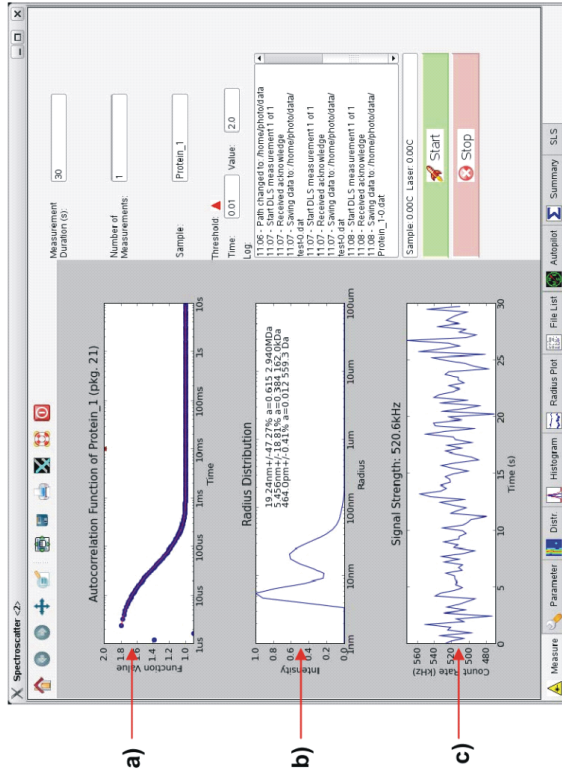 Spectroscatter <2>
Autocorrelation Function of Protein_1 (pkg. 21)
Function Value
2.0
1.8
1.6
1.4
1.2
1.0
1us
10us
100us
1ms
10ms
100ms
1s
10s
Time
a)
Radius Distribution
19.24nm+/-47.27% a=0.615 2.940MDa
5.456nm+/-18.81% a=0.384 162.0kDa
464.0pm+/-0.41% a=0.012 559.3 Da
Intensity
1.0
0.8
0.6
0.4
0.2
0.0
1nm
10nm
100nm
1um
10um
100um
Radius
b)
Signal Strength: 520.6kHz
Count Rate (kHz)
560
540
520
500
480
0
5
10
15
20
25
30
Time (s)
c)
Measurement
Duration (s):
30
Number of
Measurements:
1
Sample:
Protein_1
Threshold:
Time:
0.01
Value:
2.0
Log:
11:06 - Path changed to: /home/photo/data
11:07 - Start DLS measurement 1 of 1
11:07 - Received acknowledge
11:07 - Saving data to: /home/photo/data/
test-0.dat
11:07 - Start DLS measurement 1 of 1
11:07 - Received acknowledge
11:07 - Saving data to: /home/photo/data/
test-0.dat
11:08 - Start DLS measurement 1 of 1
11:08 - Received acknowledge
11:08 - Saving data to: /home/photo/data/
Protein_1-0.dat
Sample: 0.00C Laser: 0.00C
Start
Stop
Measure
Parameter
Distr.
Histogram
Radius Plot
File List
Autopilot
Summary
SLS